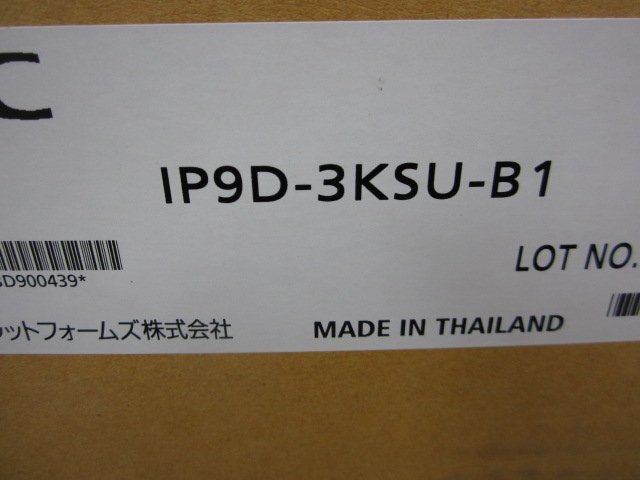 C
IP9D-3KSU-B1
D900439*
LOT NO.
ットフォームズ株式会社
MADE IN THAILAND